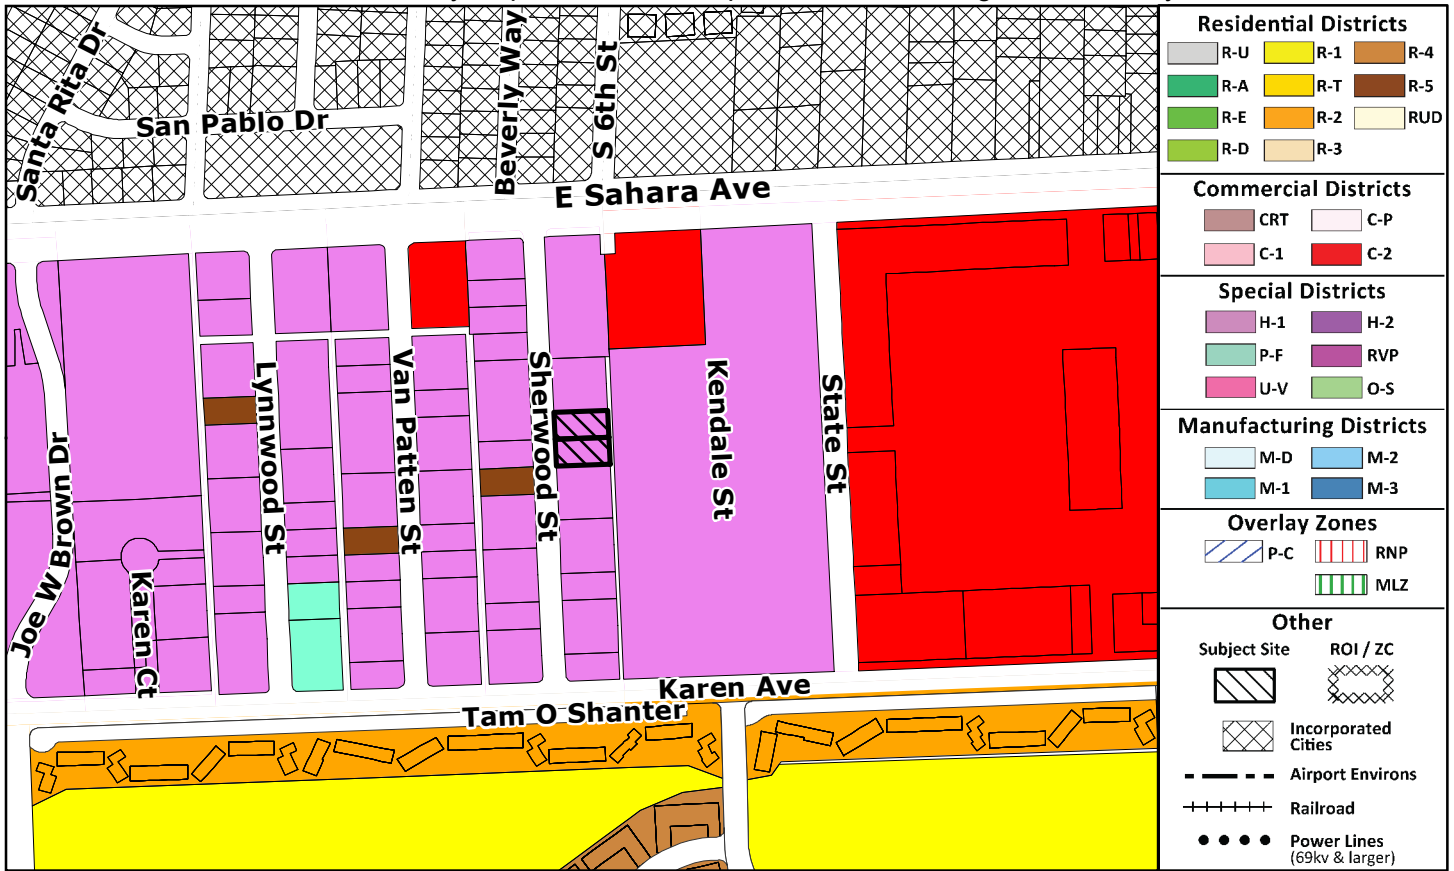 Santa Rita Dr
San Pablo Dr
Beverly Way
S 6th St
E Sahara Ave
Joe W Brown Dr
Karen Ct
Lynnwood St
Van Patten St
Sherwood St
Kendale St
State St
Karen Ave
Tam O Shanter
Residential Districts
R-U R-1 R-4
R-A R-T R-5
R-E R-2 RUD
R-D R-3
Commercial Districts
CRT C-P
C-1 C-2
Special Districts
H-1 H-2
P-F RVP
U-V O-S
Manufacturing Districts
M-D M-2
M-1 M-3
Overlay Zones
P-C RNP
MLZ
Other
Subject Site ROI / ZC
Incorporated
Cities
Airport Environs
Railroad
Power Lines
(69kv & larger)